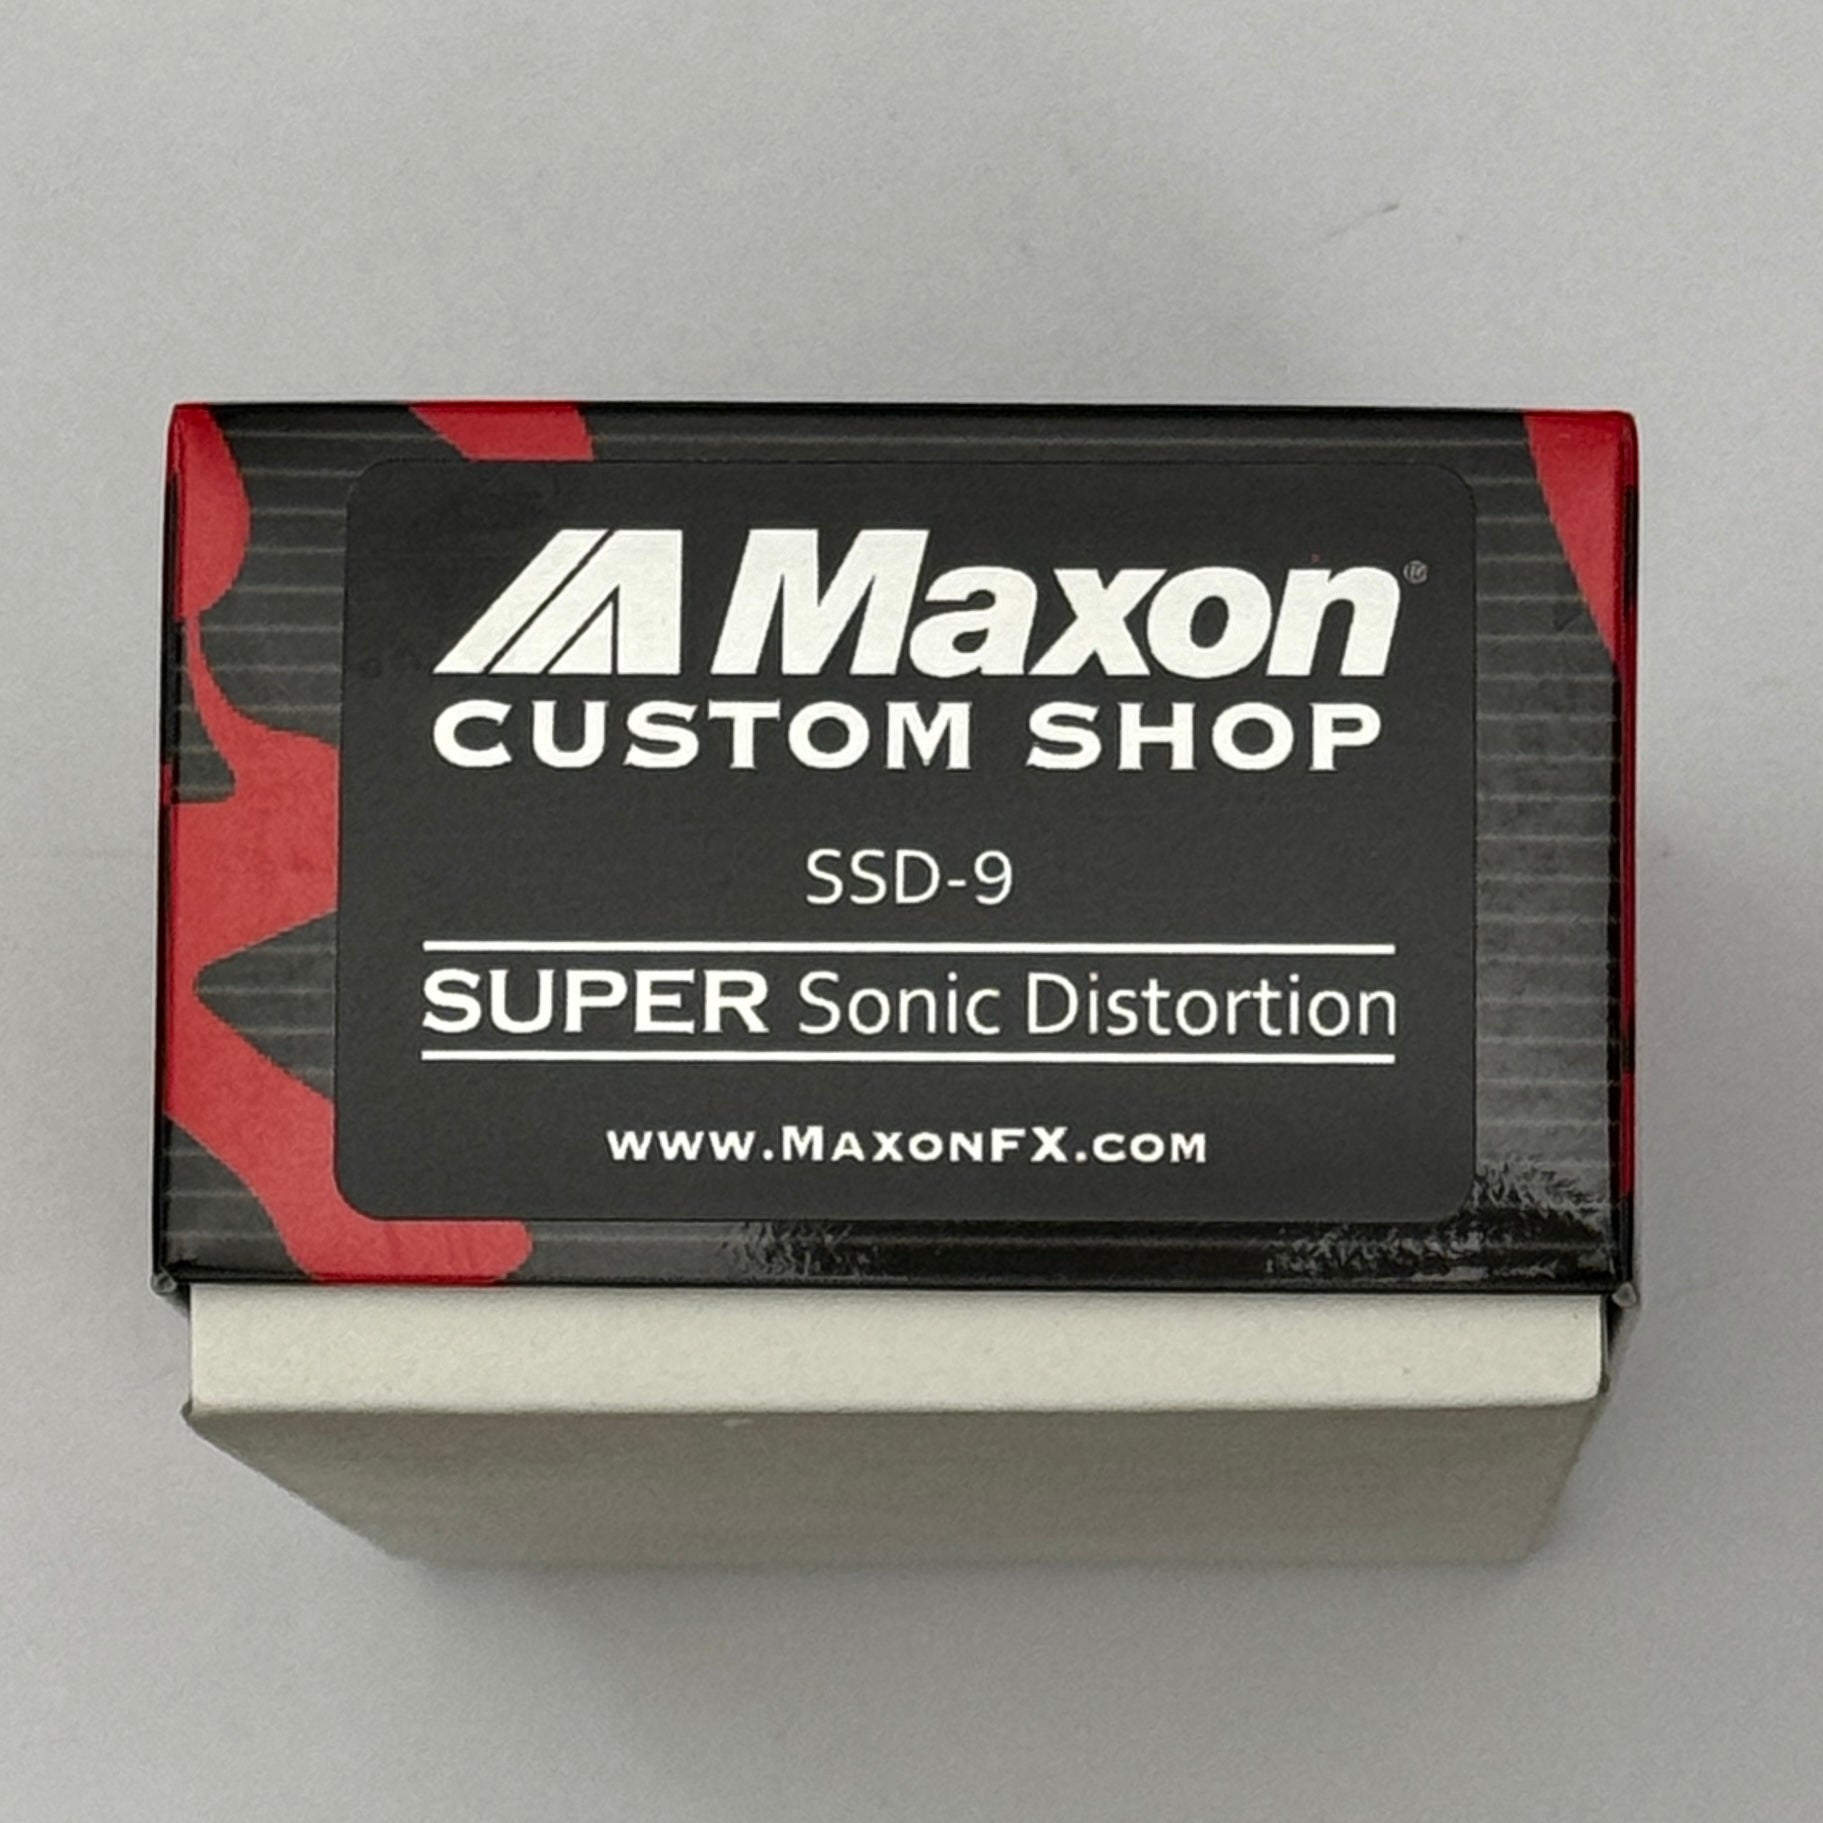 Maxon®
CUSTOM SHOP
SSD-9
SUPER Sonic Distortion
www.MaxonFX.com